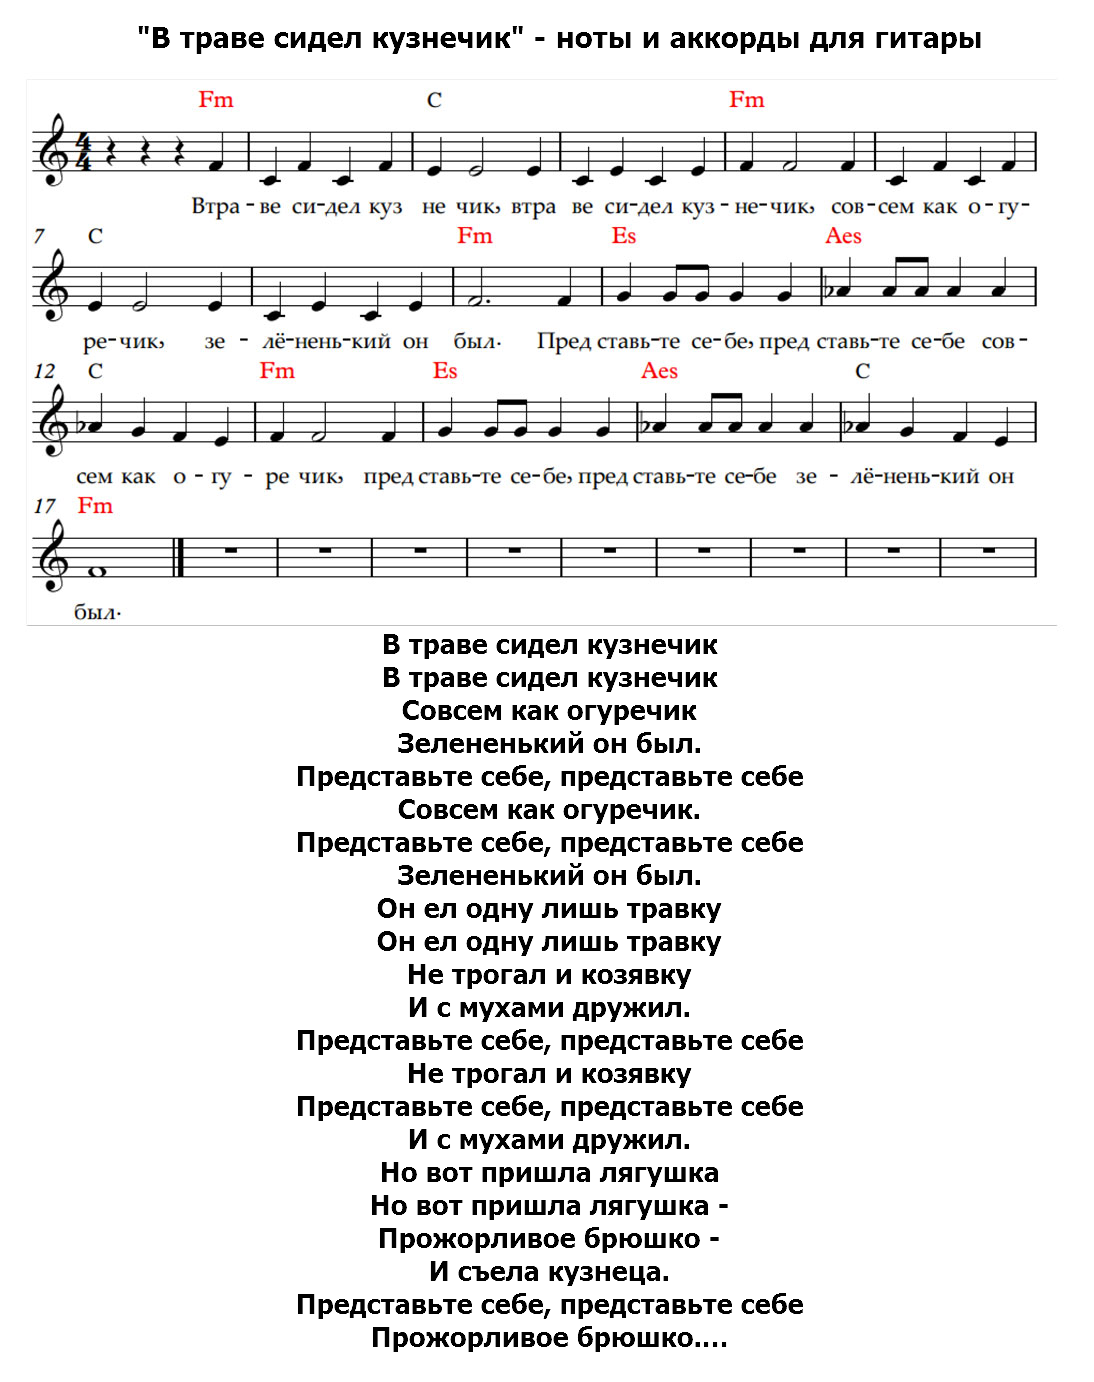 "В траве сидел кузнечик" - ноты и аккорды для гитары
Fm C Fm
4 4
Втра - ве си-дел куз не чик, втра ве си-дел куз - не-чик, сов-сем как о-гу-
7 C Fm Es Aes
ре-чик, зе - лё-нень-кий он был. Пред ставь-те се-бе, пред ставь-те се-бе сов-
12 C Fm Es Aes C
сем как о - гу - ре чик, пред ставь-те се-бе, пред ставь-те се-бе зе - лё-нень-кий он
17 Fm
был.
В траве сидел кузнечик
В траве сидел кузнечик
Совсем как огуречик
Зелененький он был.
Представьте себе, представьте себе
Совсем как огуречик.
Представьте себе, представьте себе
Зелененький он был.
Он ел одну лишь травку
Он ел одну лишь травку
Не трогал и козявку
И с мухами дружил.
Представьте себе, представьте себе
Не трогал и козявку
Представьте себе, представьте себе
И с мухами дружил.
Но вот пришла лягушка
Но вот пришла лягушка -
Прожорливое брюшко -
И съела кузнеца.
Представьте себе, представьте себе
Прожорливое брюшко....